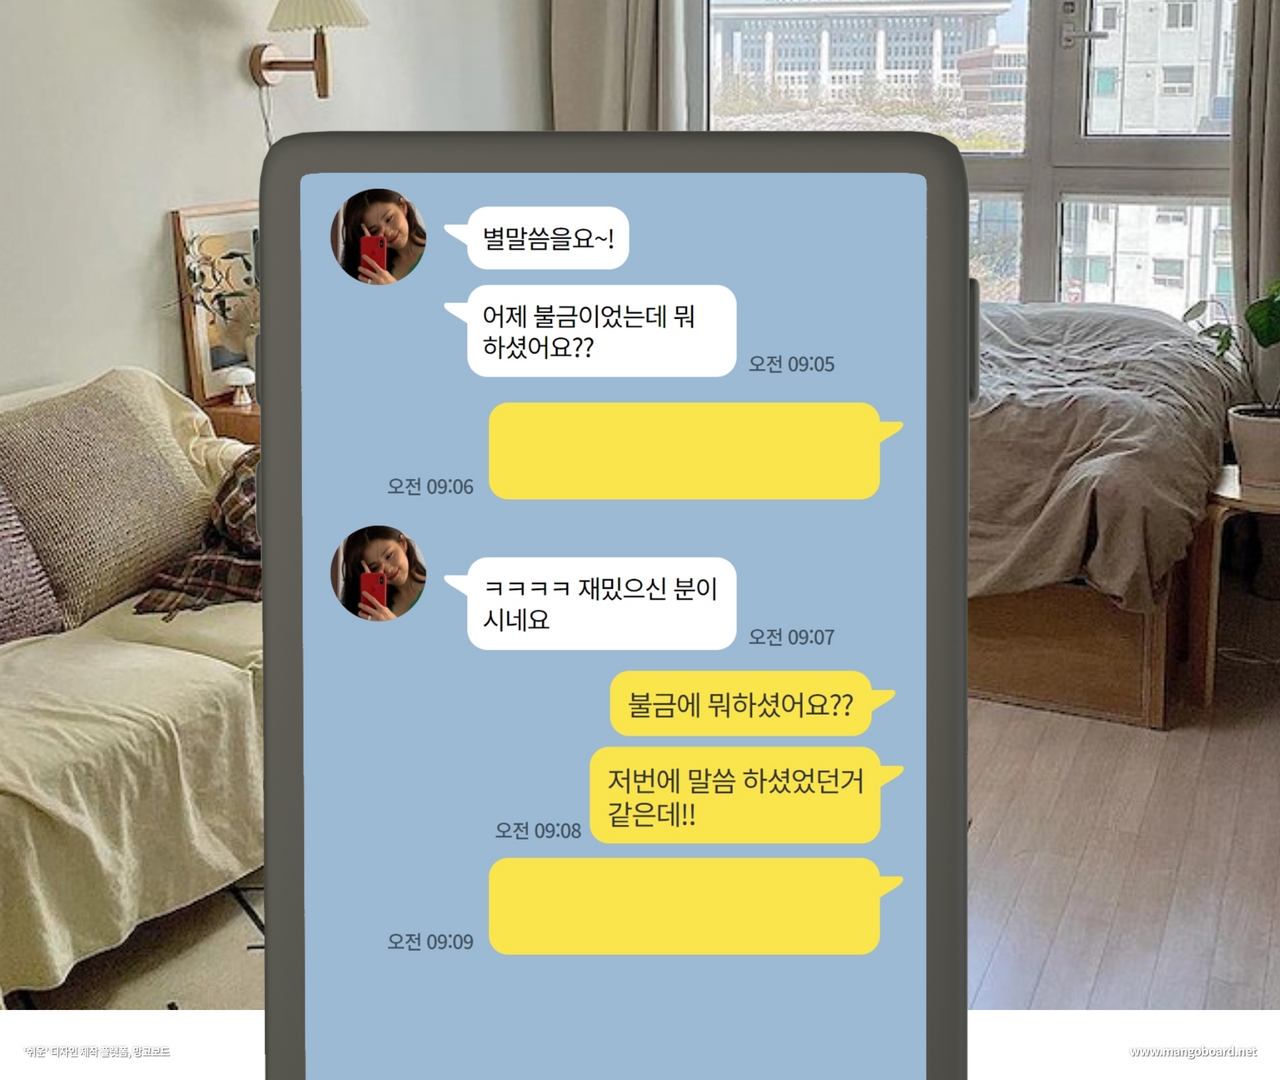 별말씀을요~!
어제 불금이었는데 뭐
하셨어요??
오전 09:05
오전 09:06
ㅋㅋㅋㅋ 재밌으신 분이
시네요
오전 09:07
불금에 뭐하셨어요??
저번에 말씀 하셨었던거
같은데!!
오전 09:08
오전 09:09
'쉬운' 디자인 제작 플랫폼, 망고보드
www.mangoboard.net